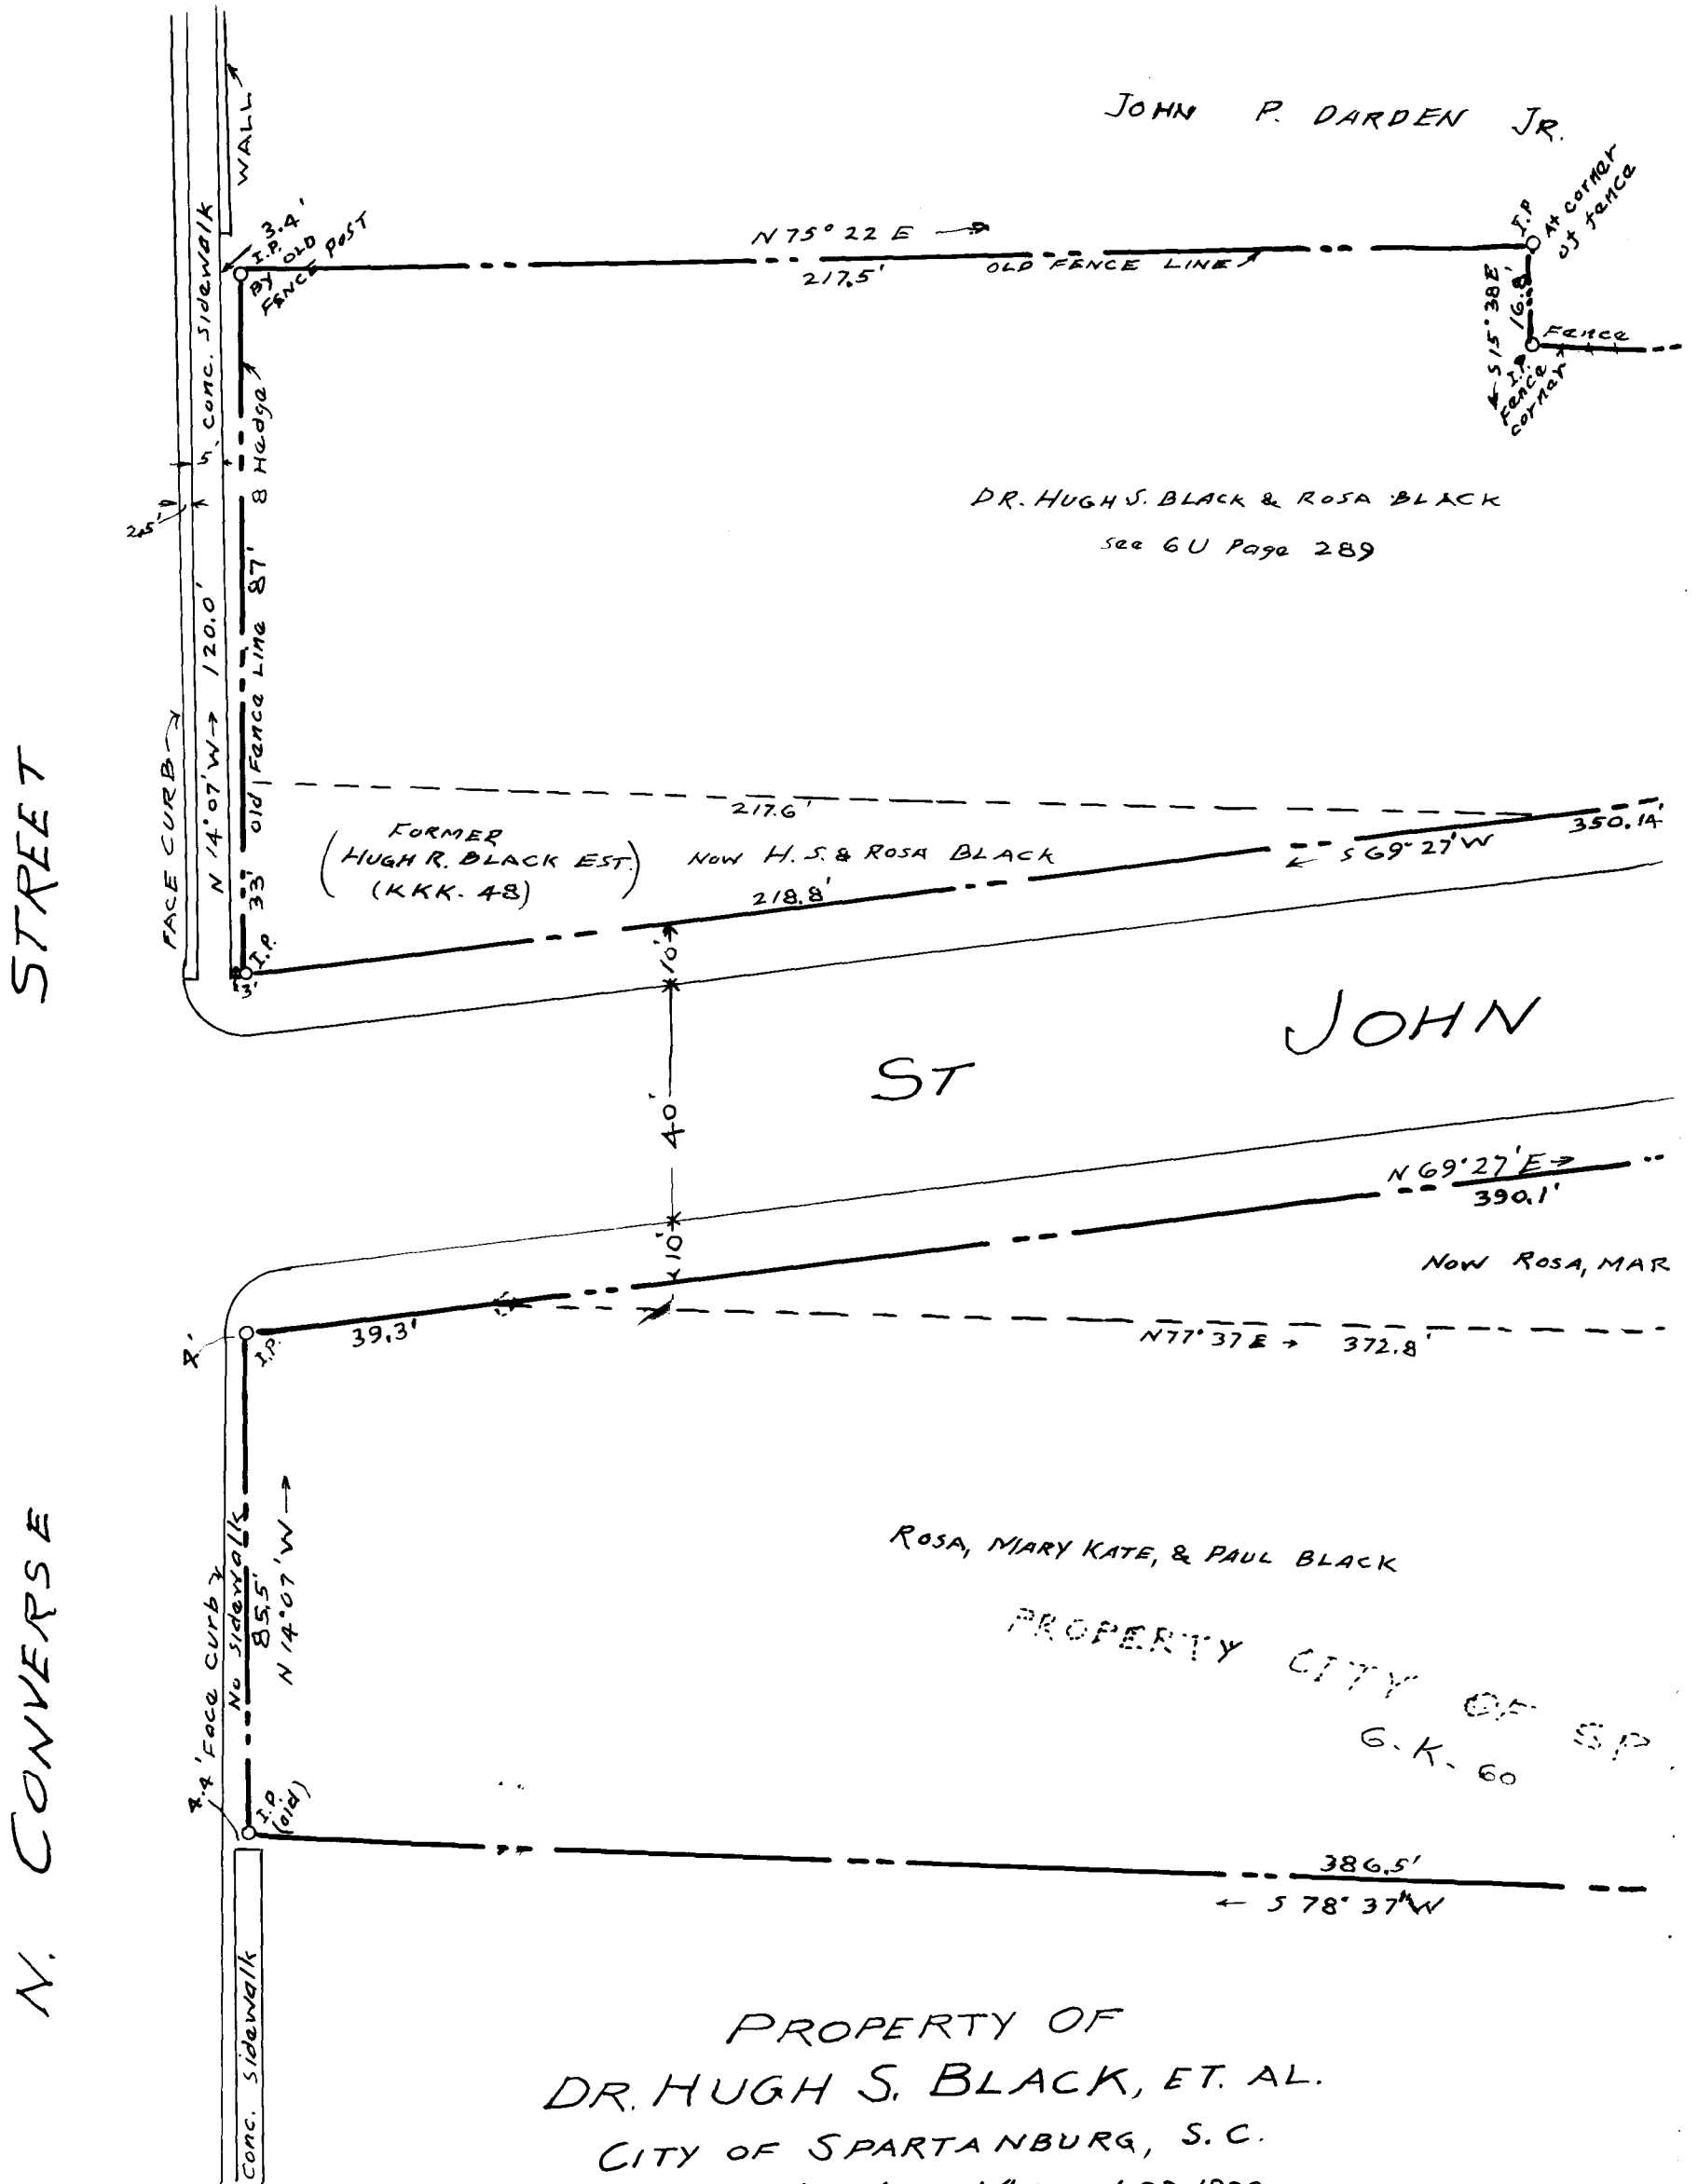 JOHN P. DARDEN JR.
WALL
3.4'
I.P.
BY OLD
FENCE POST
N 75° 22 E
217.5'
OLD FENCE LINE
I.P.
At corner
of fence
S 15° 38 E
16.8'
Fence
I.P.
Fence
corner
conc. sidewalk
5'
2.5'
8 Hedge
DR. HUGH S. BLACK & ROSA BLACK
see 6U Page 289
Old Fence Line 87'
N 14° 07' W 120.0'
FACE CURB
33'
I.P.
3'
217.6'
FORMER
(HUGH R. BLACK EST.)
(KKK. 48)
NOW H. S. & ROSA BLACK
218.8'
S 69° 27' W
350.14
STREET
10'
40'
10'
ST JOHN
N 69° 27' E
390.1'
NOW ROSA, MAR
4'
I.P.
39.3'
N 77° 37 E 372.8'
No sidewalk
85.5'
N 14° 07' W
4.4' Face Curb
I.P.
(old)
ROSA, MARY KATE, & PAUL BLACK
PROPERTY CITY OF SP
G. K. 60
386.5'
S 78° 37' W
N. CONVERSE
conc. sidewalk
PROPERTY OF
DR. HUGH S. BLACK, ET. AL.
CITY OF SPARTANBURG, S. C.